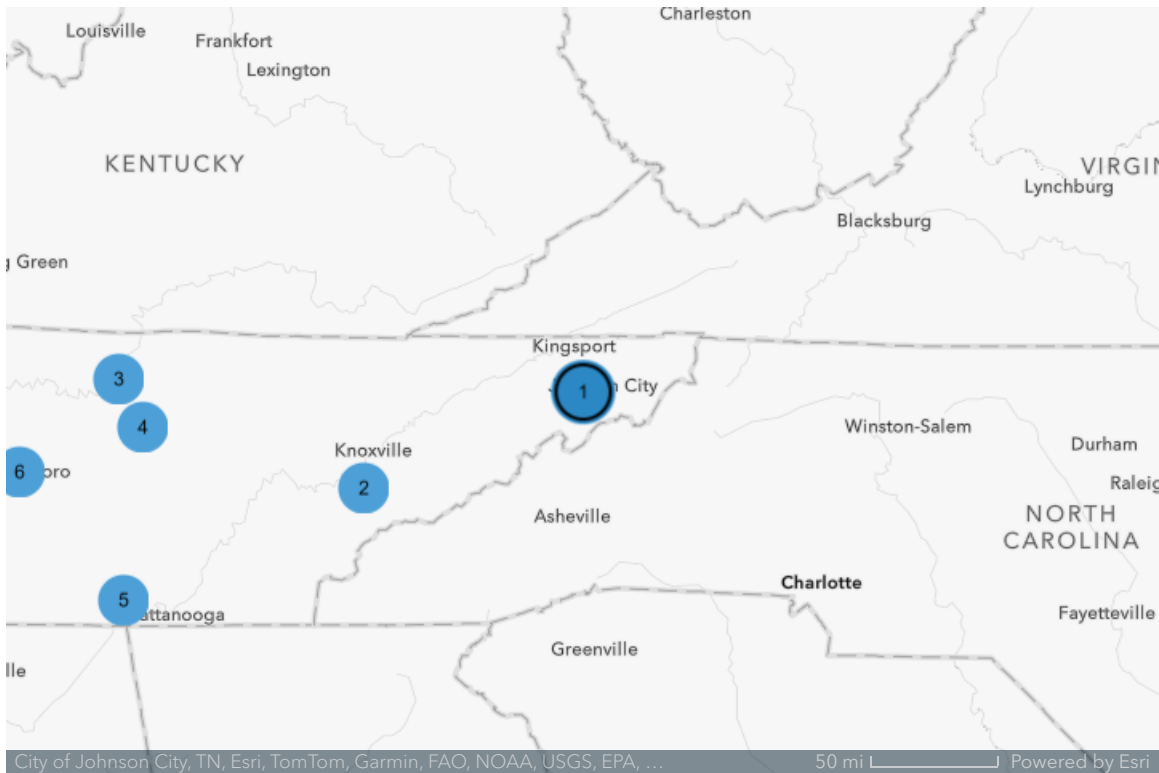 Charleston
Louisville
Frankfort
Lexington
KENTUCKY
VIRGIN
Lynchburg
Blacksburg
g Green
Kingsport
3
1
City
4
Winston-Salem
Durham
Knoxville
6
oro
2
Raleig
Asheville
NORTH
CAROLINA
Charlotte
5
attanooga
Fayetteville
Greenville
lle
City of Johnson City, TN, Esri, TomTom, Garmin, FAO, NOAA, USGS, EPA, ...
50 mi
Powered by Esri